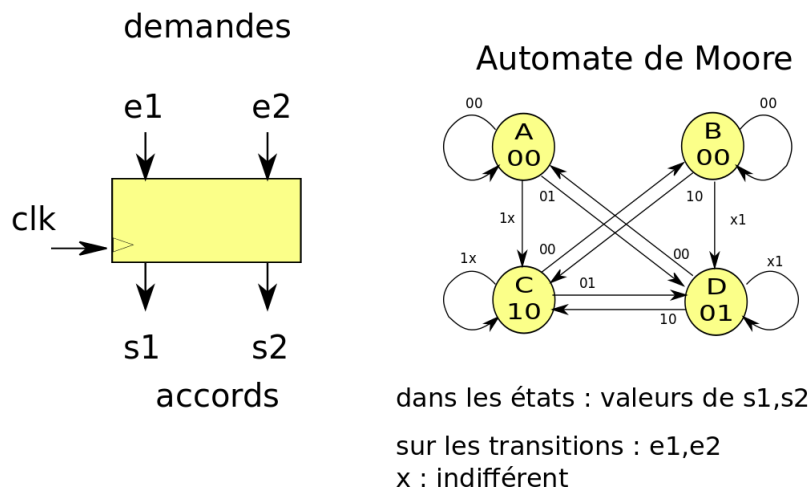 demandes
e1 e2
clk
s1 s2
accords
Automate de Moore
00 00
A B
00 00
01 10
1x x1
00 00
1x x1
C 01 D
10 10 01
dans les états : valeurs de s1,s2
sur les transitions : e1,e2
x : indifférent